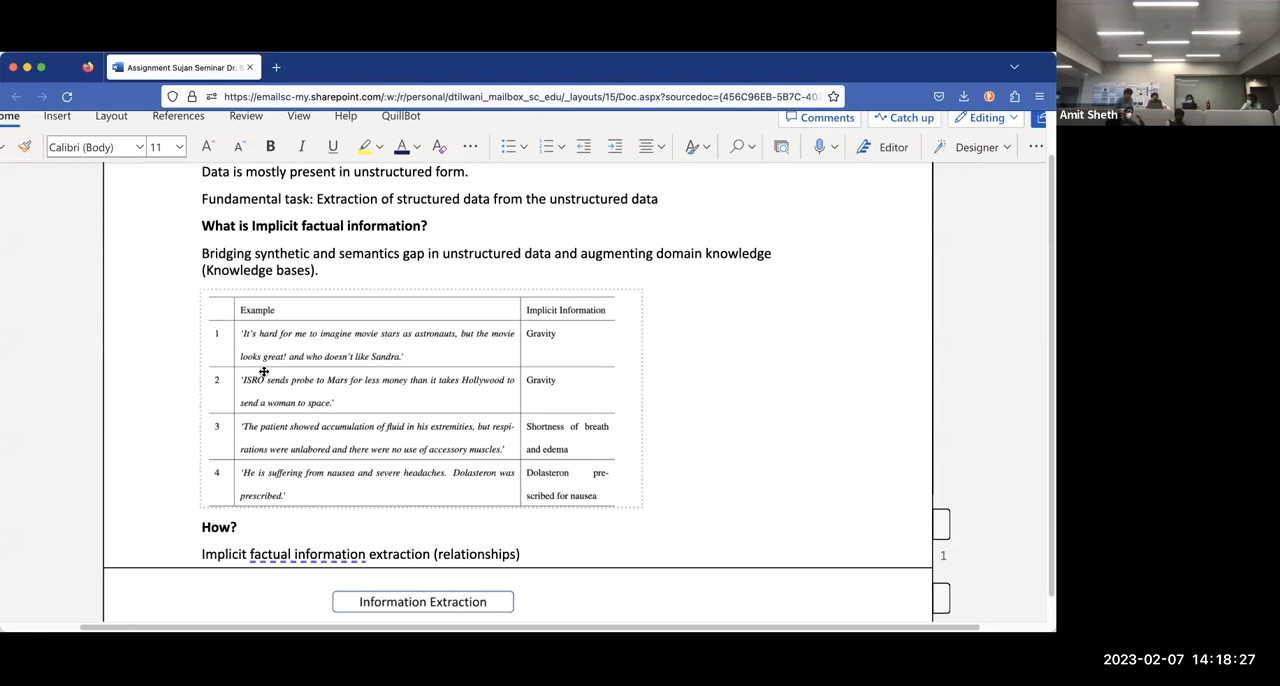 Assignment Sujan Seminar Dr. S
https://emailsc-my.sharepoint.com/:w:/r/personal/dtilwani_mailbox_sc_edu/_layouts/15/Doc.aspx?sourcedoc={456C96EB-5B7C-402
ome Insert Layout References Review View Help QuillBot Comments Catch up Editing
Calibri (Body) 11 B I U A Editor Designer
Data is mostly present in unstructured form.
Fundamental task: Extraction of structured data from the unstructured data
What is Implicit factual information?
Bridging synthetic and semantics gap in unstructured data and augmenting domain knowledge
(Knowledge bases).
Example Implicit Information
1 'It's hard for me to imagine movie stars as astronauts, but the movie Gravity
looks great! and who doesn't like Sandra.'
2 'ISRO sends probe to Mars for less money than it takes Hollywood to Gravity
send a woman to space.'
3 'The patient showed accumulation of fluid in his extremities, but respi- Shortness of breath
rations were unlabored and there were no use of accessory muscles.' and edema
4 'He is suffering from nausea and severe headaches. Dolasteron was Dolasteron pre-
prescribed.' scribed for nausea
How?
Implicit factual information extraction (relationships)
1
Information Extraction
Amit Sheth
2023-02-07 14:18:27